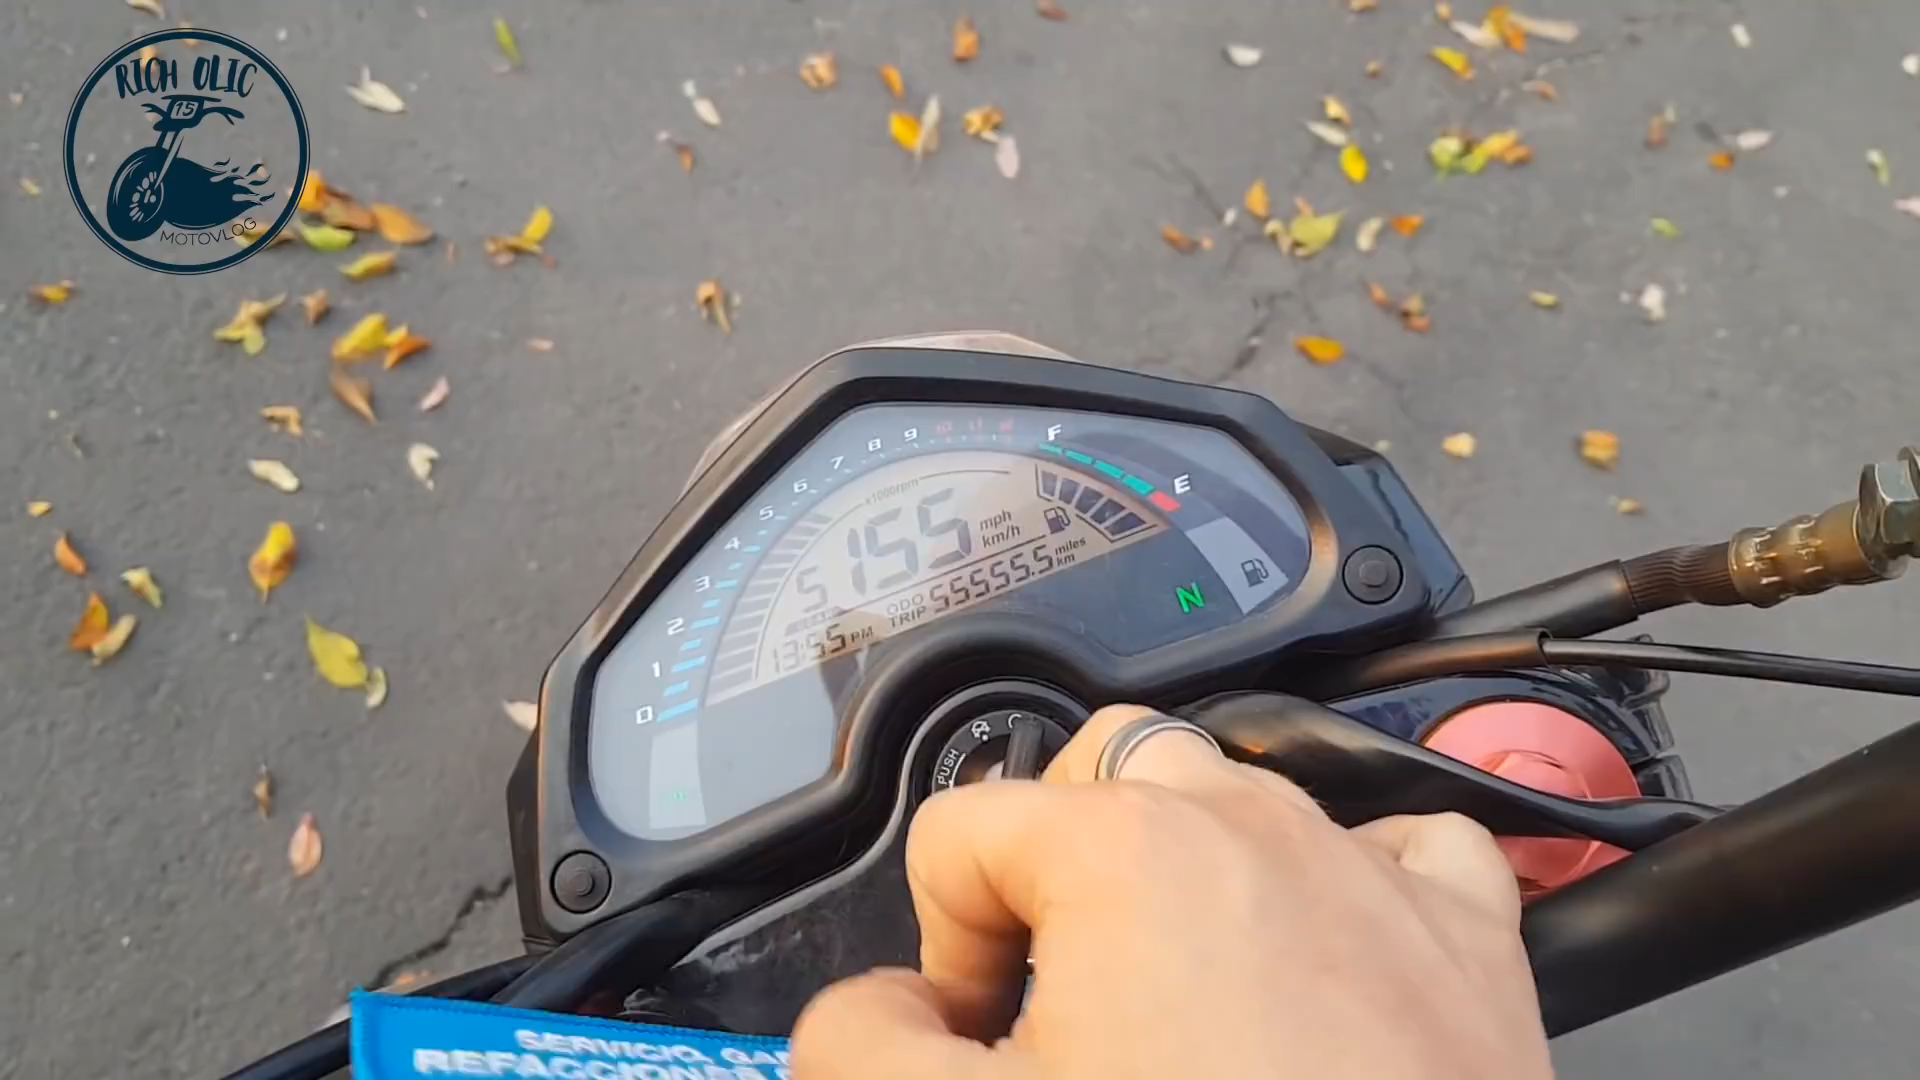 RICH OLIC
15
MOTOVLOG
0 1 2 3 4 5 6 7 8 9 10 11 12
x1000rpm
F
E
5
155
mph
km/h
ODO
TRIP
55555.5
miles
km
13:55 PM
N
PUSH
SERVICIO,
REFACCIONES